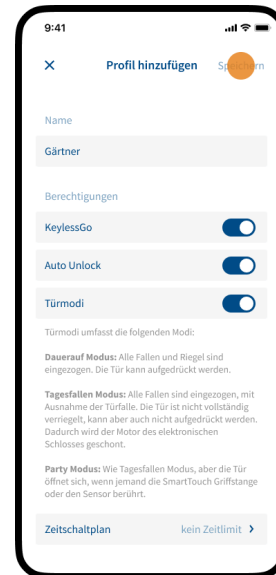 9:41
Profil hinzufügen Speichern
Name
Gärtner
Berechtigungen
KeylessGo
Auto Unlock
Türmodi
Türmodi umfasst die folgenden Modi:
Dauerauf Modus: Alle Fallen und Riegel sind
eingezogen. Die Tür kann aufgedrückt werden.
Tagesfallen Modus: Alle Fallen sind eingezogen, mit
Ausnahme der Türfalle. Die Tür ist nicht vollständig
verriegelt, kann aber auch nicht aufgedrückt werden.
Dadurch wird der Motor des elektronischen
Schlosses geschont.
Party Modus: Wie Tagesfallen Modus, aber die Tür
öffnet sich, wenn jemand die SmartTouch Griffstange
oder den Sensor berührt.
Zeitschaltplan kein Zeitlimit